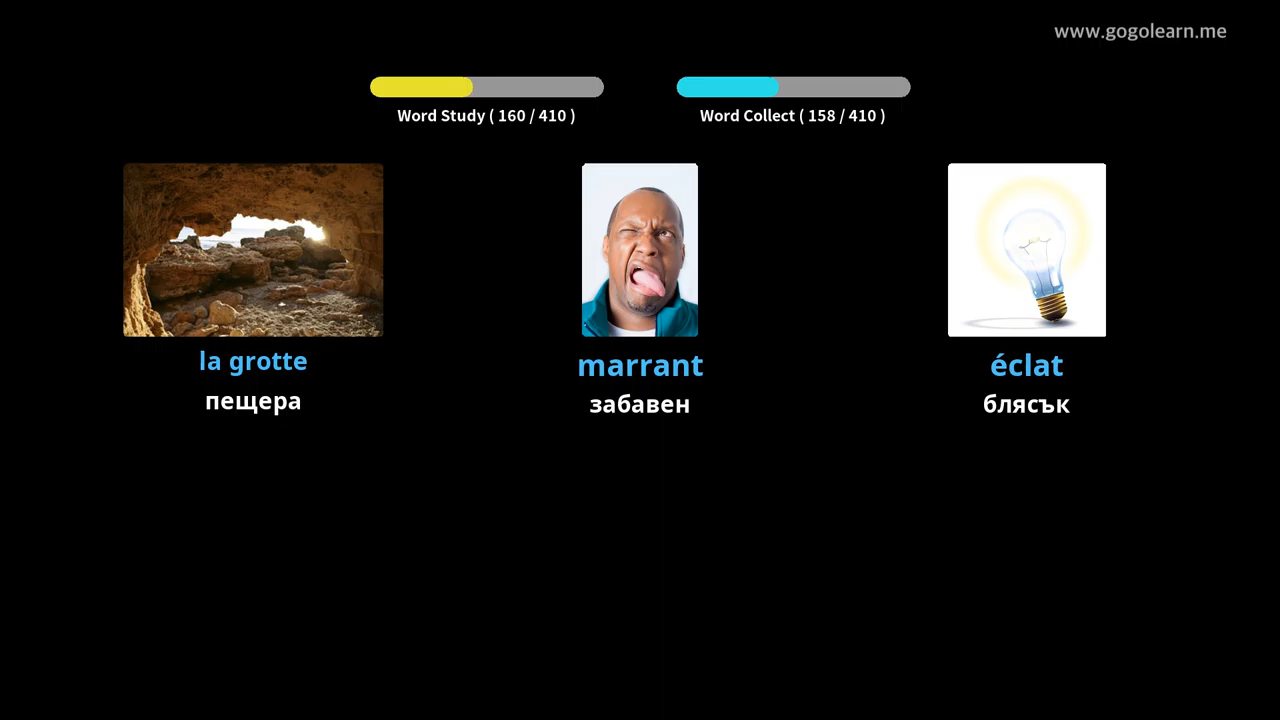 www.gogolearn.me
Word Study ( 160 / 410 )
Word Collect ( 158 / 410 )
la grotte
marrant
éclat
пещера
забавен
блясък